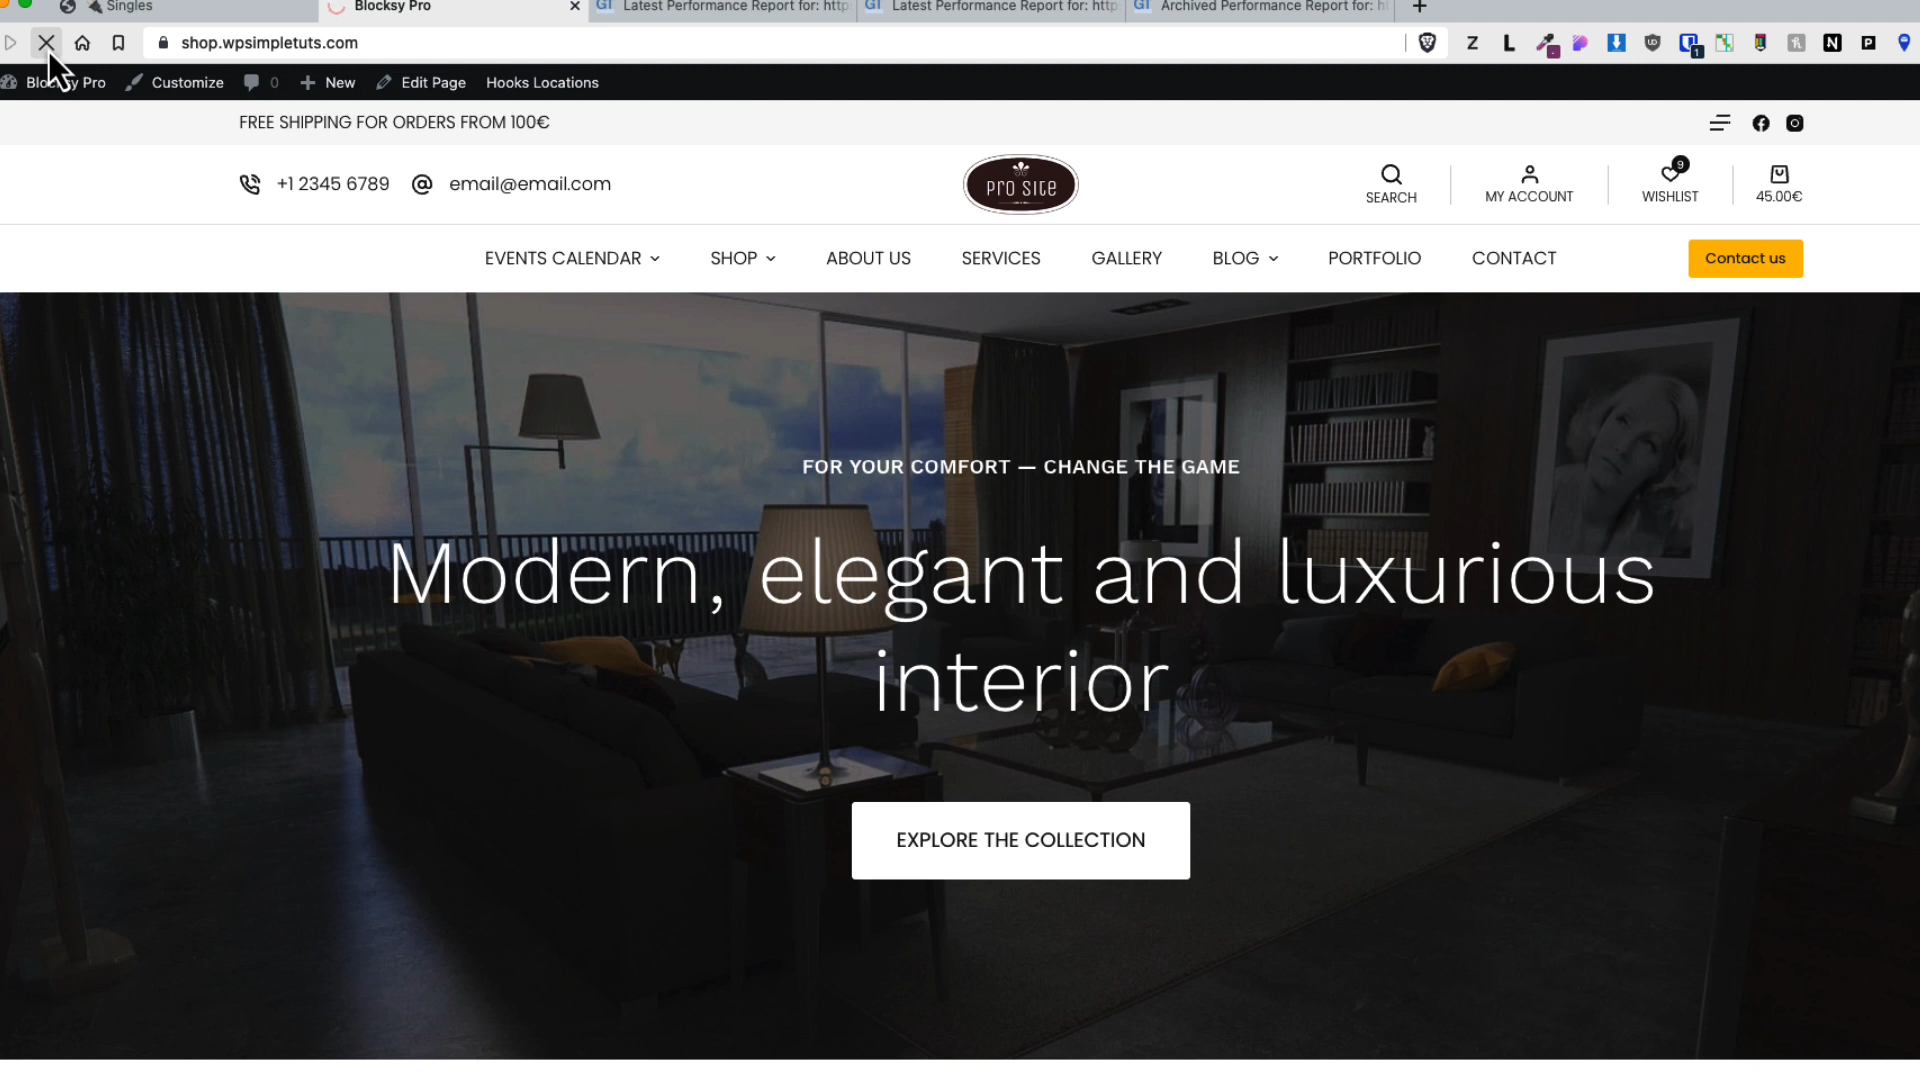 Singles
Blocksy Pro
Latest Performance Report for: http
Latest Performance Report for: http
Archived Performance Report for: ht
shop.wpsimpletuts.com
Blocksy Pro
Customize
0
New
Edit Page
Hooks Locations
FREE SHIPPING FOR ORDERS FROM 100€
+1 2345 6789
email@email.com
Pro Site
SEARCH
MY ACCOUNT
9
WISHLIST
45.00€
EVENTS CALENDAR
SHOP
ABOUT US
SERVICES
GALLERY
BLOG
PORTFOLIO
CONTACT
Contact us
FOR YOUR COMFORT — CHANGE THE GAME
Modern, elegant and luxurious
interior
EXPLORE THE COLLECTION